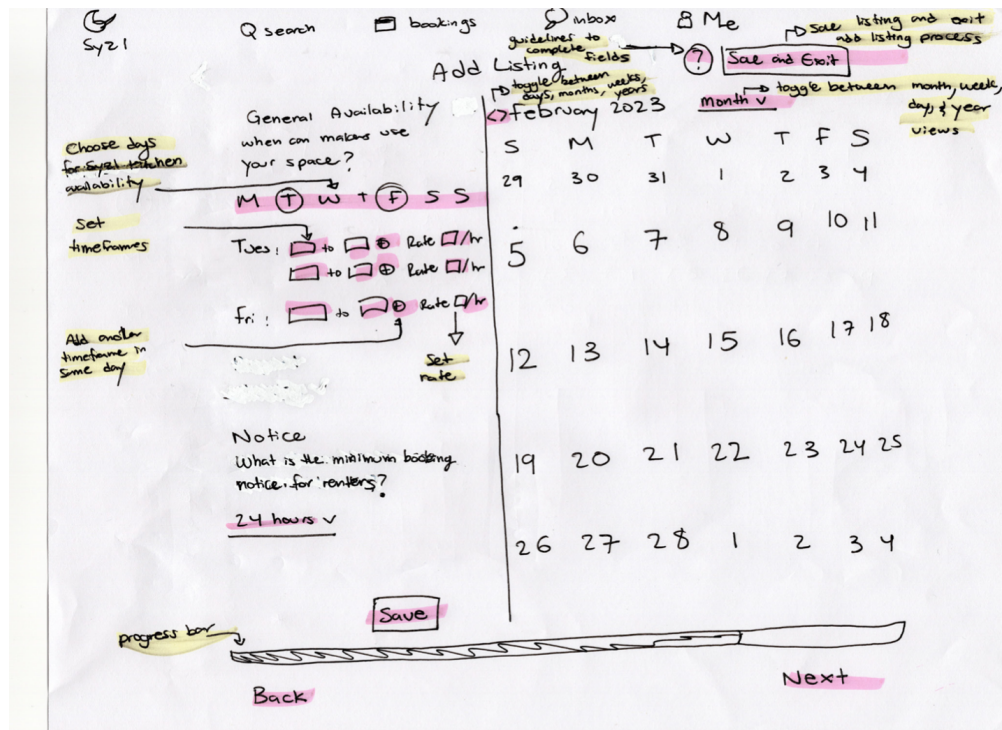 Syzl
search
bookings
inbox
Me
Save listing and exit
add listing process
guidelines to
complete
fields
?
Save and Exit
Add Listing
toggle between
days, months, weeks,
years
toggle between month, week,
day, & year
views
General Availability
when can makers use
your space?
<> February 2023
month v
Choose days
for Syzl kitchen
availability
M T W T F S S
Set
timeframes
Tues: to + Rate /hr
to + Rate /hr
Fri: to + Rate /hr
Add another
timeframe in
same day
Set
rate
S M T W T F S
29 30 31 1 2 3 4
5 6 7 8 9 10 11
12 13 14 15 16 17 18
19 20 21 22 23 24 25
26 27 28 1 2 3 4
Notice
What is the minimum booking
notice for renters?
24 hours v
Save
progress bar
Back
Next